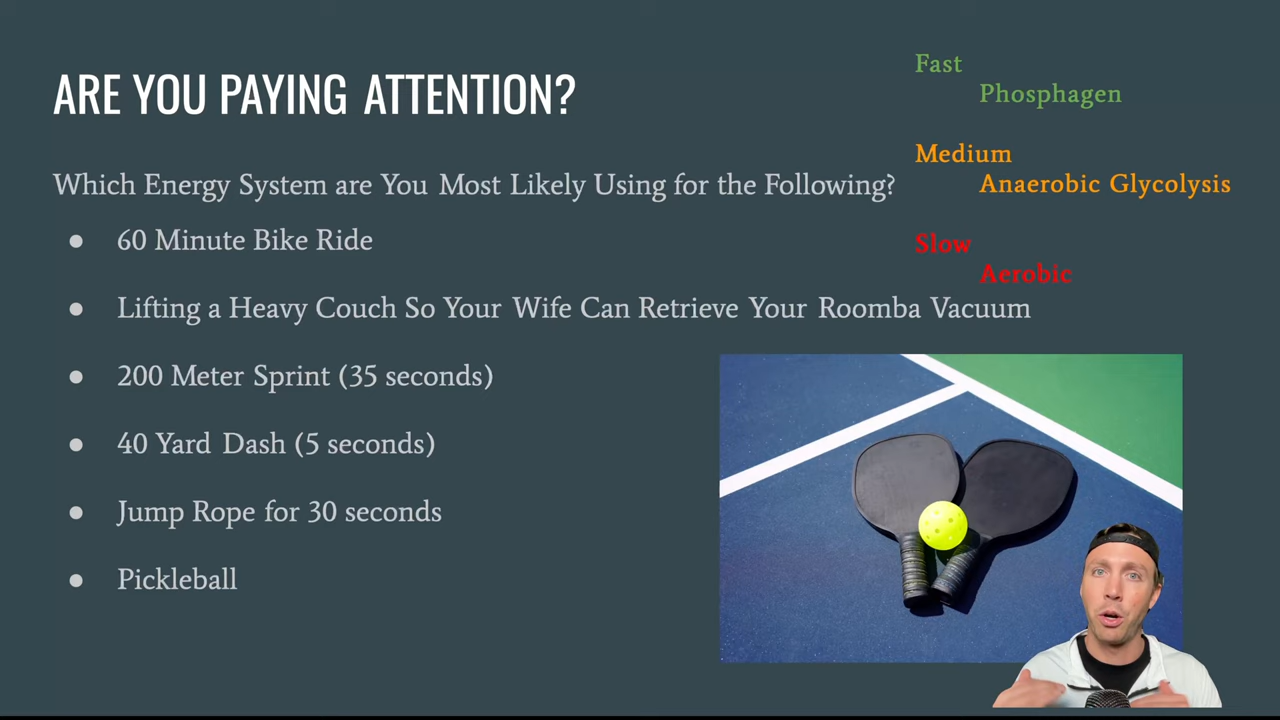 ARE YOU PAYING ATTENTION?
Fast
Phosphagen
Medium
Anaerobic Glycolysis
Slow
Aerobic
Which Energy System are You Most Likely Using for the Following?
● 60 Minute Bike Ride
● Lifting a Heavy Couch So Your Wife Can Retrieve Your Roomba Vacuum
● 200 Meter Sprint (35 seconds)
● 40 Yard Dash (5 seconds)
● Jump Rope for 30 seconds
● Pickleball